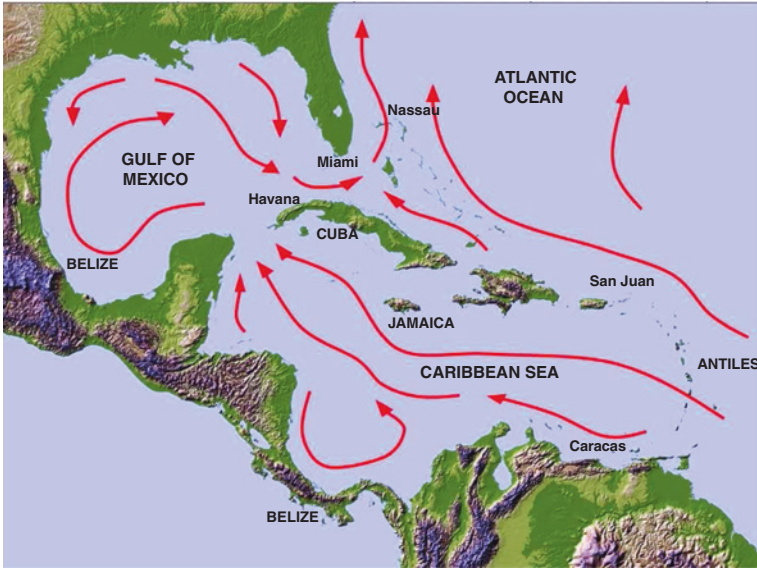 ATLANTIC
OCEAN
Nassau
GULF OF
MEXICO
Miami
Havana
CUBA
BELIZE
San Juan
JAMAICA
ANTILES
CARIBBEAN SEA
Caracas
BELIZE